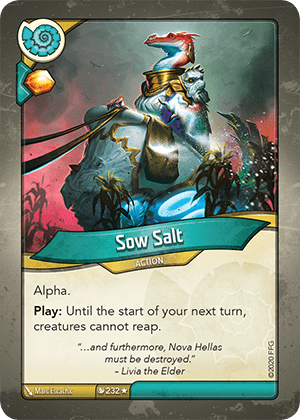 Sow Salt
ACTION
Alpha.
Play: Until the start of your next turn,
creatures cannot reap.
“...and furthermore, Nova Hellas
must be destroyed.”
– Livia the Elder
Marc Escachx
232
©2020 FFG